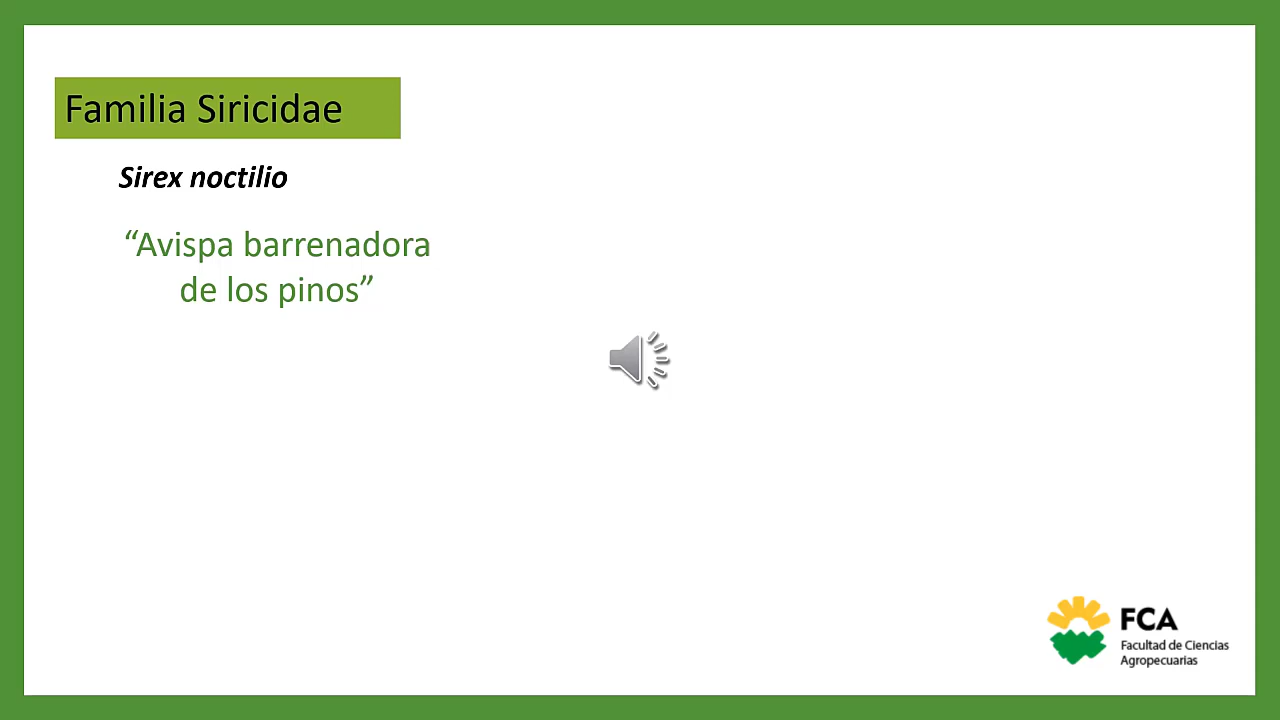 Familia Siricidae
Sirex noctilio
“Avispa barrenadora
de los pinos”
FCA
Facultad de Ciencias
Agropecuarias